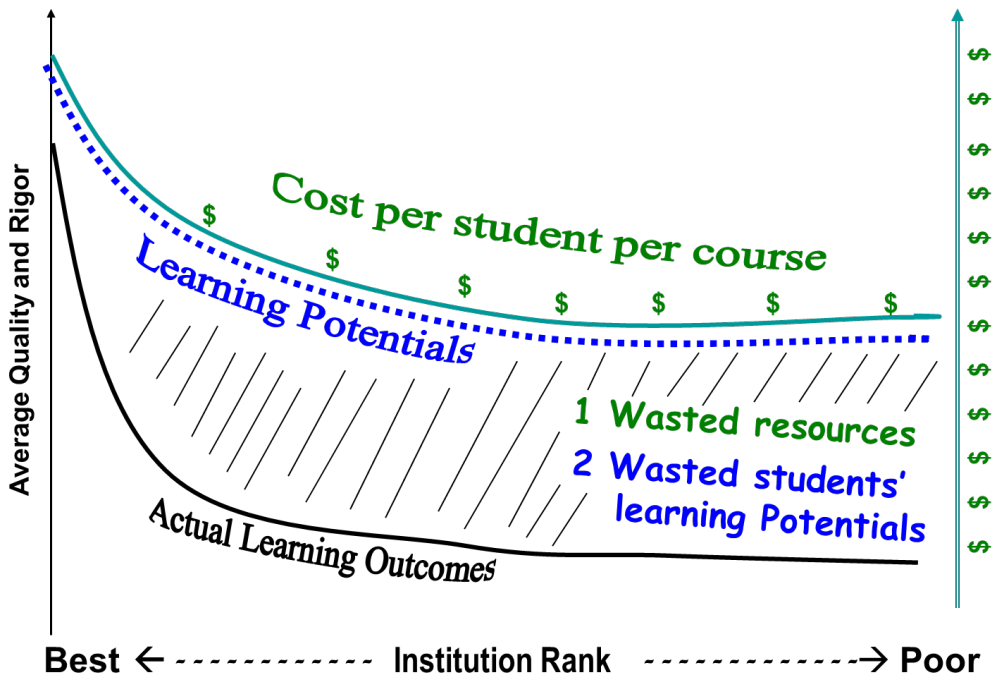 Average Quality and Rigor
Cost per student per course
$ $ $ $ $ $ $
Learning Potentials
1 Wasted resources
2 Wasted students'
learning Potentials
Actual Learning Outcomes
$
$
$
$
$
$
$
$
$
$
$
$
Best ← - - - - - - - - - - - - Institution Rank - - - - - - - - - - - - → Poor